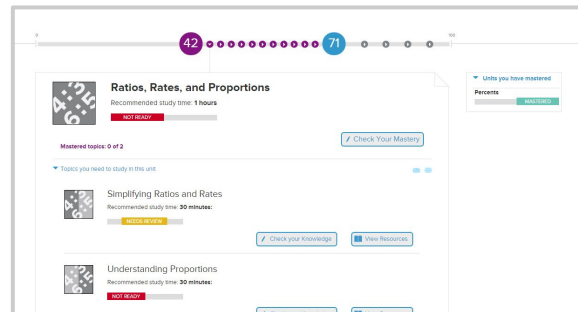 0
100
42
71
Ratios, Rates, and Proportions
Recommended study time: 1 hours
NOT READY
Mastered topics: 0 of 2
Check Your Mastery
Topics you need to study in this unit
Simplifying Ratios and Rates
Recommended study time: 30 minutes:
NEEDS REVIEW
Check your Knowledge
View Resources
Understanding Proportions
Recommended study time: 30 minutes:
NOT READY
Units you have mastered
Percents
MASTERED